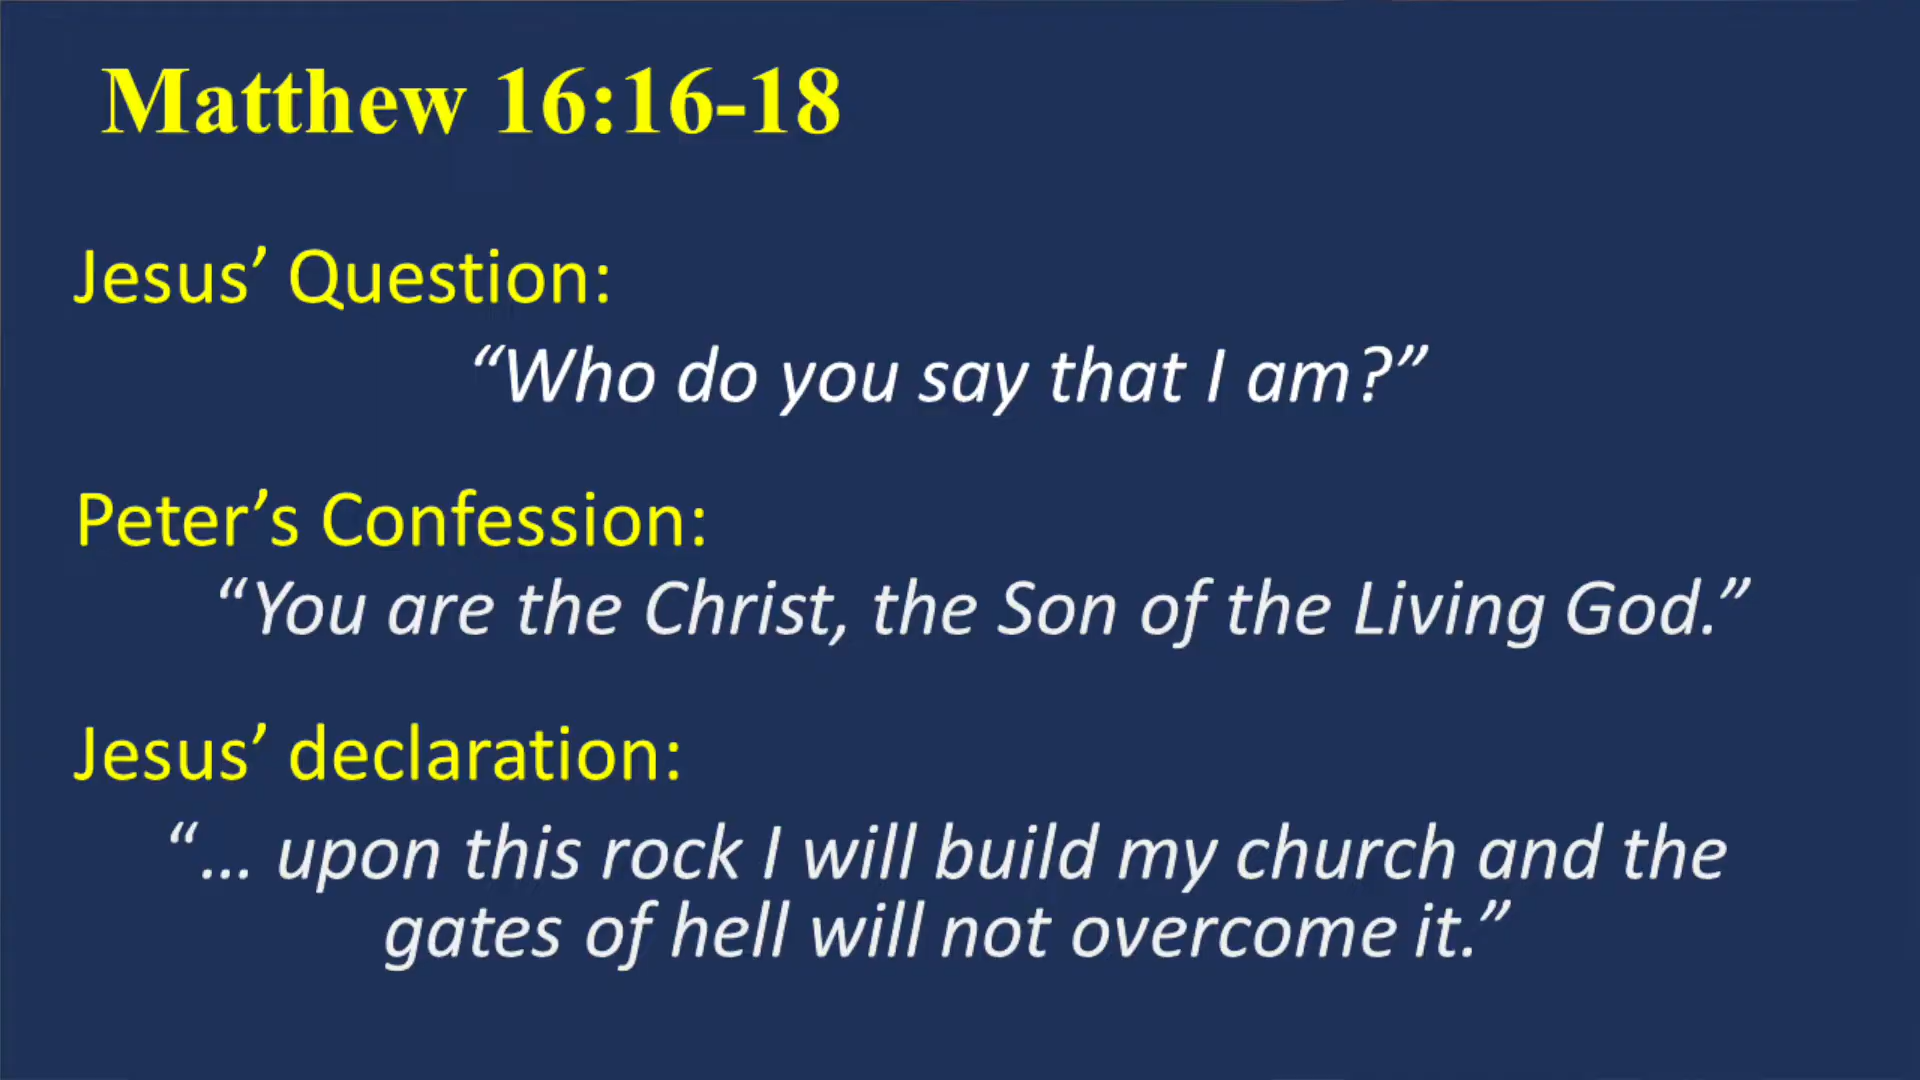 Matthew 16:16-18
Jesus’ Question:
“Who do you say that I am?”
Peter’s Confession:
“You are the Christ, the Son of the Living God.”
Jesus’ declaration:
“… upon this rock I will build my church and the
gates of hell will not overcome it.”